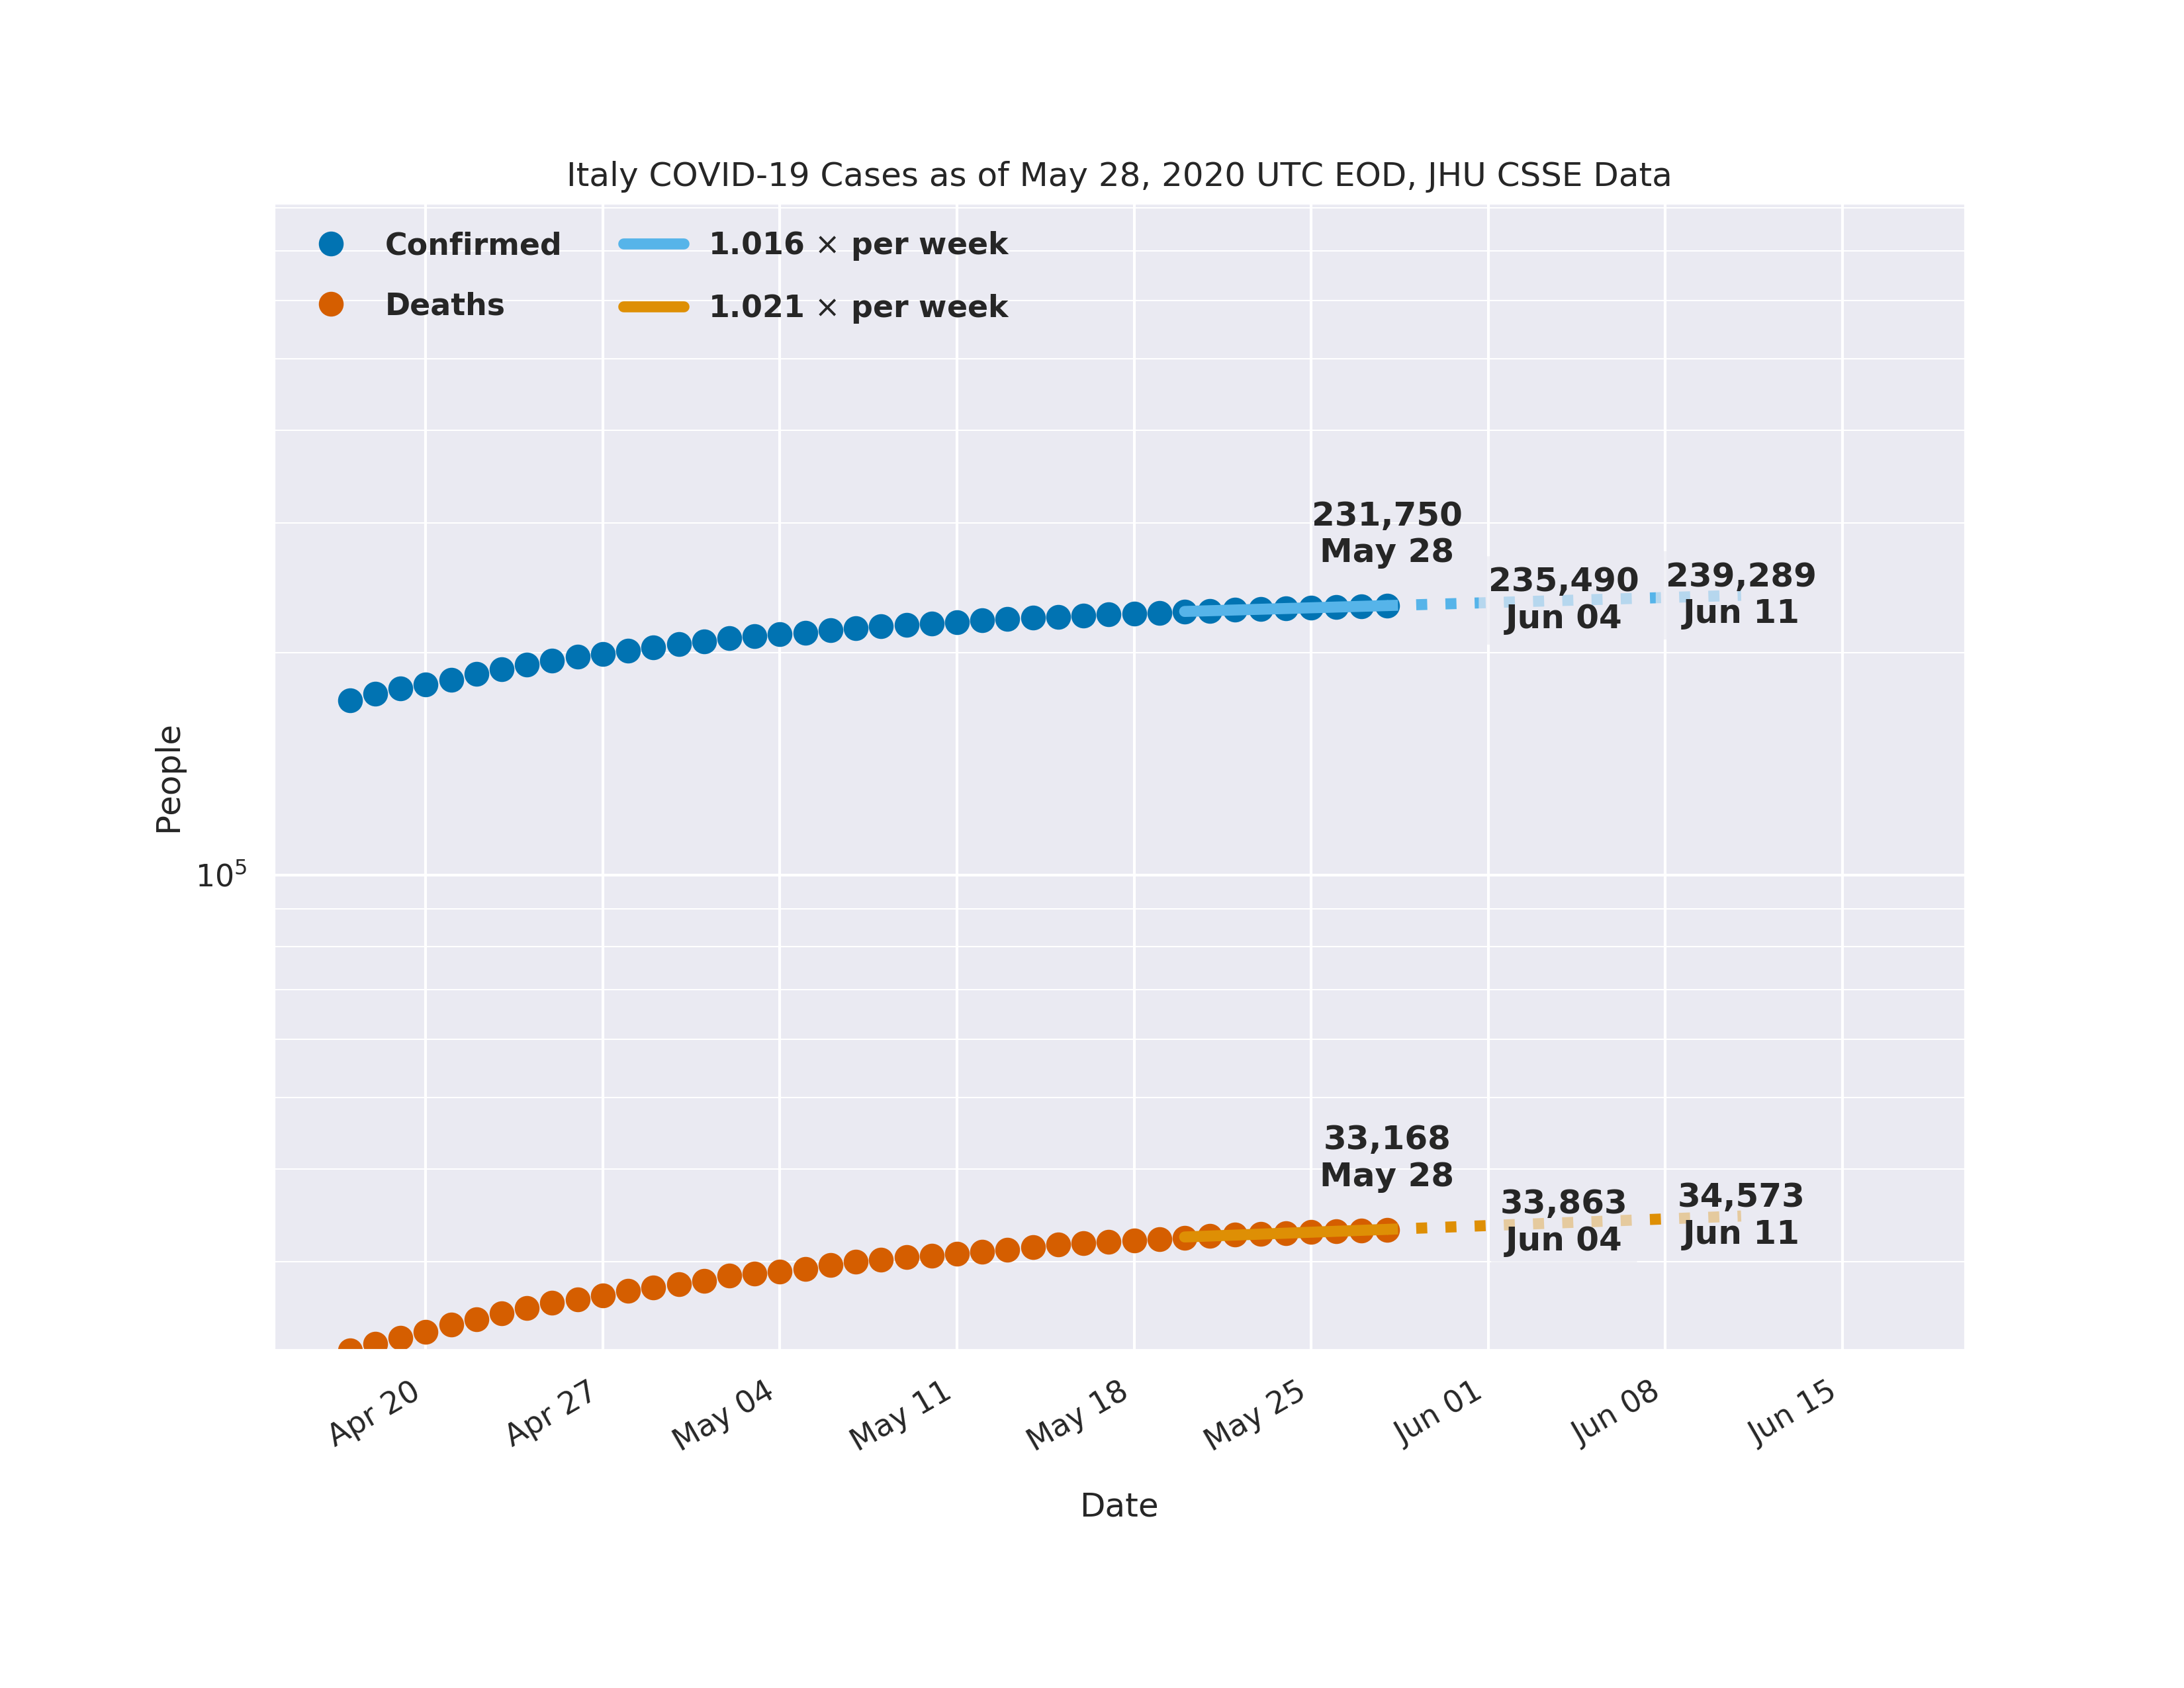 Italy COVID-19 Cases as of May 28, 2020 UTC EOD, JHU CSSE Data
Confirmed
Deaths
1.016 × per week
1.021 × per week
231,750
May 28
235,490
Jun 04
239,289
Jun 11
People
10⁵
33,168
May 28
33,863
Jun 04
34,573
Jun 11
Apr 20
Apr 27
May 04
May 11
May 18
May 25
Jun 01
Jun 08
Jun 15
Date